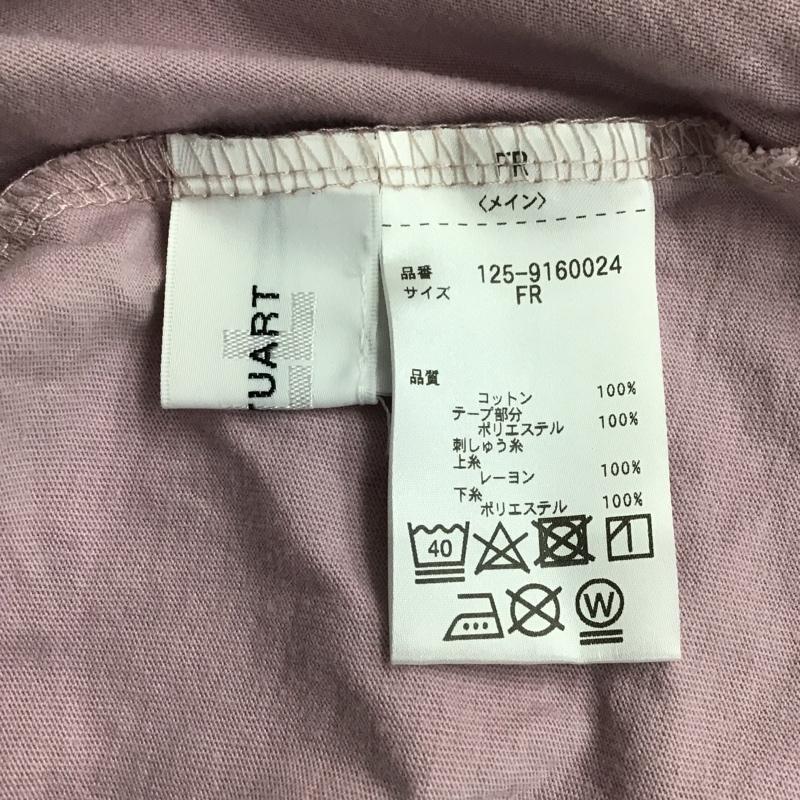 FR
〈メイン〉
品番 125-9160024
サイズ FR
品質
コットン 100%
テープ部分
ポリエステル 100%
刺しゅう糸
上糸
レーヨン 100%
下糸
ポリエステル 100%
40
W
TUART